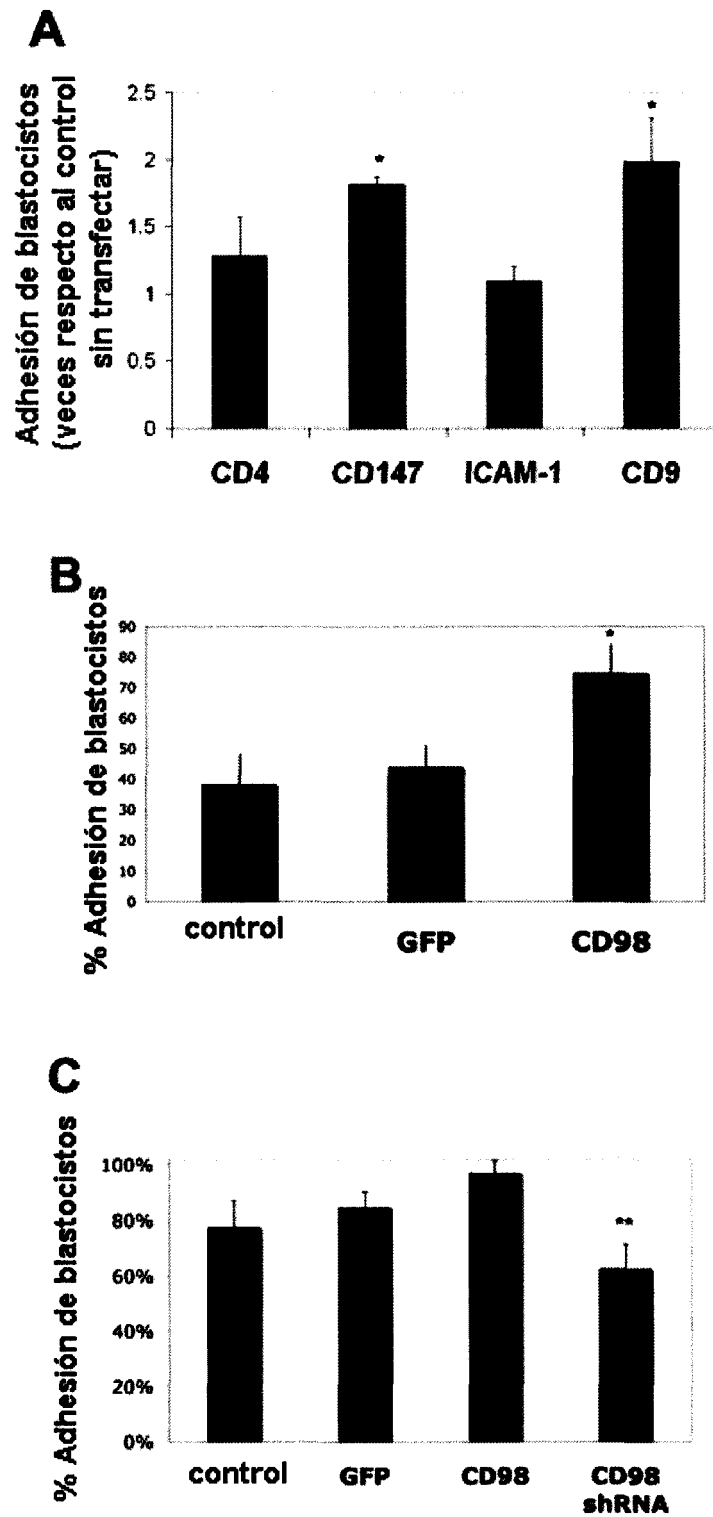 A
Adhesión de blastocistos
(veces respecto al control
sin transfectar)
2.5
2
1.5
1
0.5
0
*
*
CD4 CD147 ICAM-1 CD9
B
% Adhesión de blastocistos
90
80
70
60
50
40
30
20
10
0
*
control GFP CD98
C
% Adhesión de blastocistos
100%
80%
60%
40%
20%
0%
**
control GFP CD98 CD98
shRNA